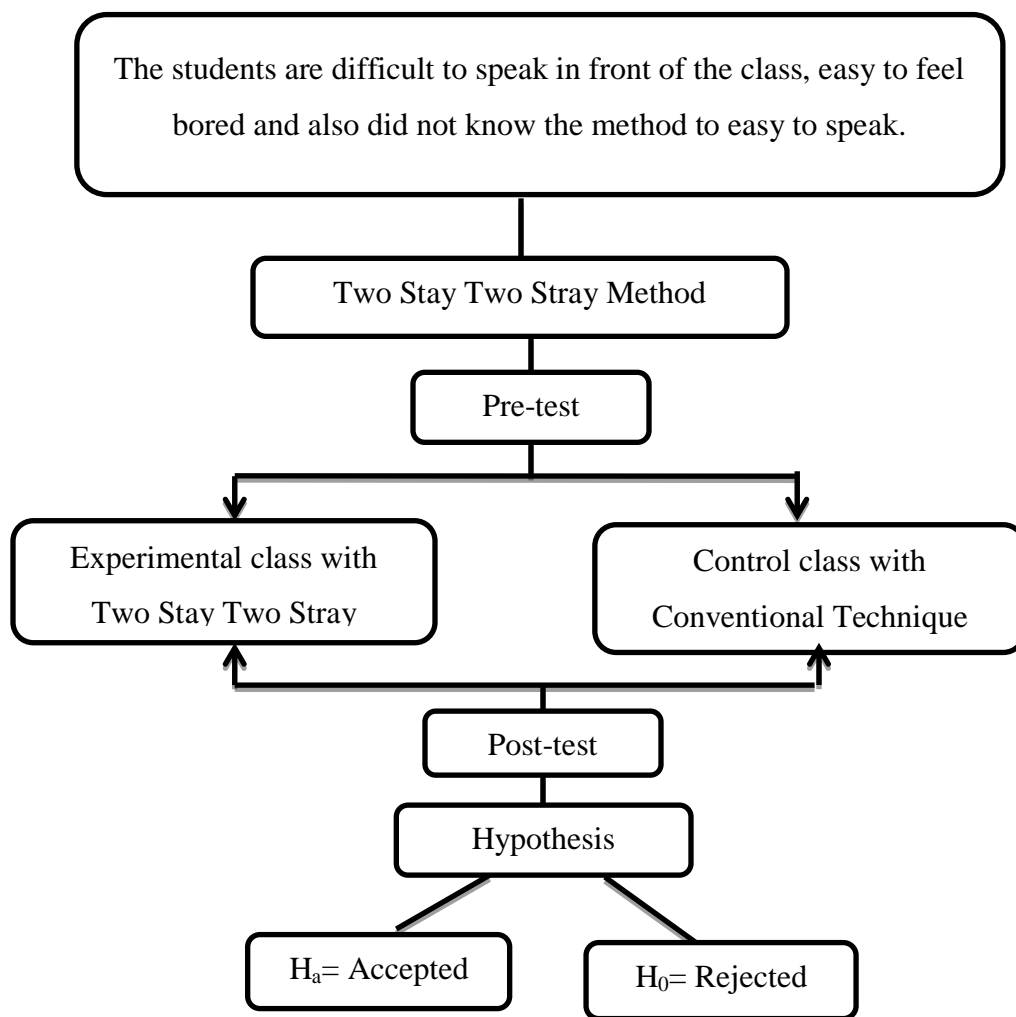 The students are difficult to speak in front of the class, easy to feel
bored and also did not know the method to easy to speak.
Two Stay Two Stray Method
Pre-test
Experimental class with
Two Stay Two Stray
Control class with
Conventional Technique
Post-test
Hypothesis
Hₐ= Accepted
H₀= Rejected